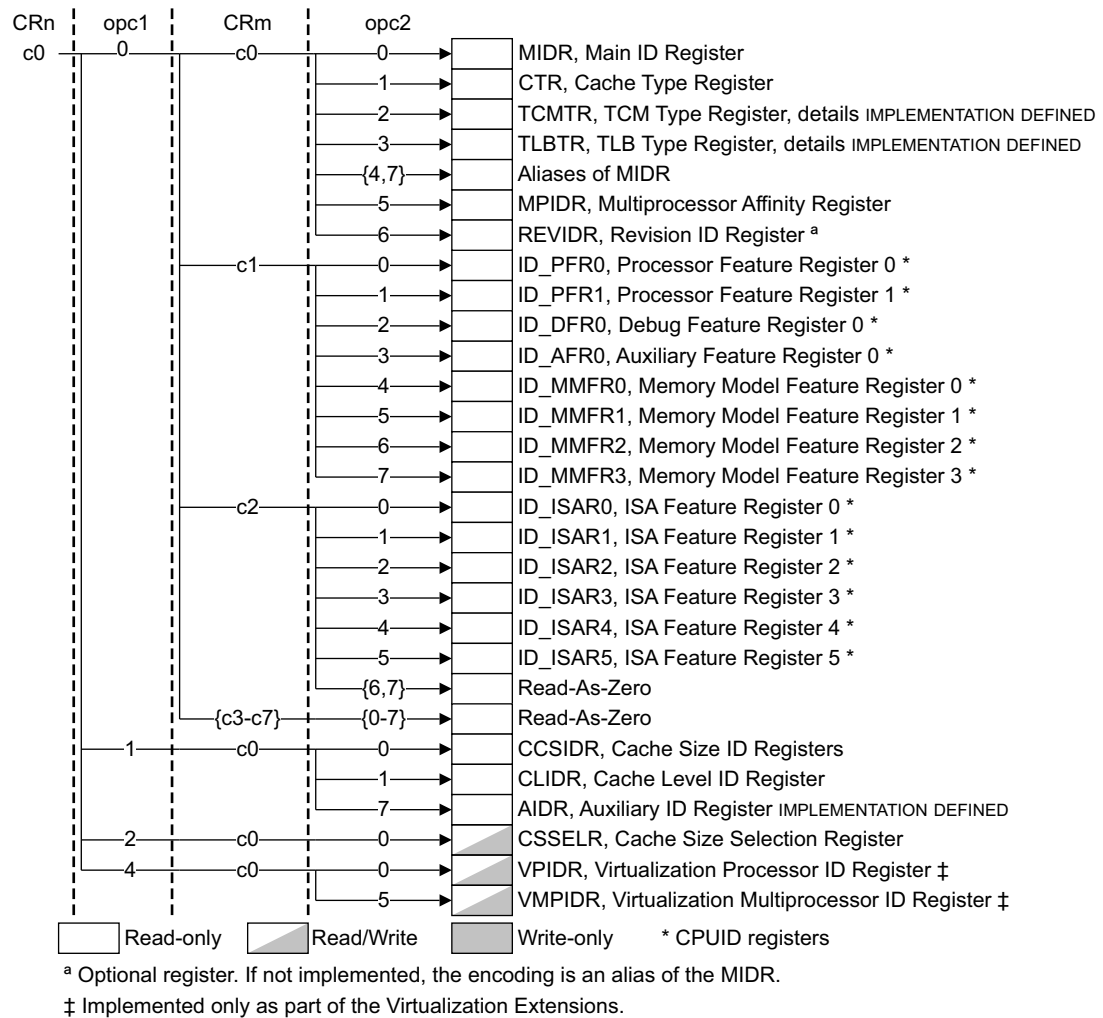 CRn opc1 CRm opc2
c0 0 c0 0 MIDR, Main ID Register
1 CTR, Cache Type Register
2 TCMTR, TCM Type Register, details IMPLEMENTATION DEFINED
3 TLBTR, TLB Type Register, details IMPLEMENTATION DEFINED
{4,7} Aliases of MIDR
5 MPIDR, Multiprocessor Affinity Register
6 REVIDR, Revision ID Register ª
c1 0 ID_PFR0, Processor Feature Register 0 *
1 ID_PFR1, Processor Feature Register 1 *
2 ID_DFR0, Debug Feature Register 0 *
3 ID_AFR0, Auxiliary Feature Register 0 *
4 ID_MMFR0, Memory Model Feature Register 0 *
5 ID_MMFR1, Memory Model Feature Register 1 *
6 ID_MMFR2, Memory Model Feature Register 2 *
7 ID_MMFR3, Memory Model Feature Register 3 *
c2 0 ID_ISAR0, ISA Feature Register 0 *
1 ID_ISAR1, ISA Feature Register 1 *
2 ID_ISAR2, ISA Feature Register 2 *
3 ID_ISAR3, ISA Feature Register 3 *
4 ID_ISAR4, ISA Feature Register 4 *
5 ID_ISAR5, ISA Feature Register 5 *
{6,7} Read-As-Zero
{c3-c7} {0-7} Read-As-Zero
1 c0 0 CCSIDR, Cache Size ID Registers
1 CLIDR, Cache Level ID Register
7 AIDR, Auxiliary ID Register IMPLEMENTATION DEFINED
2 c0 0 CSSELR, Cache Size Selection Register
4 c0 0 VPIDR, Virtualization Processor ID Register ‡
5 VMPIDR, Virtualization Multiprocessor ID Register ‡
Read-only Read/Write Write-only * CPUID registers
ª Optional register. If not implemented, the encoding is an alias of the MIDR.
‡ Implemented only as part of the Virtualization Extensions.